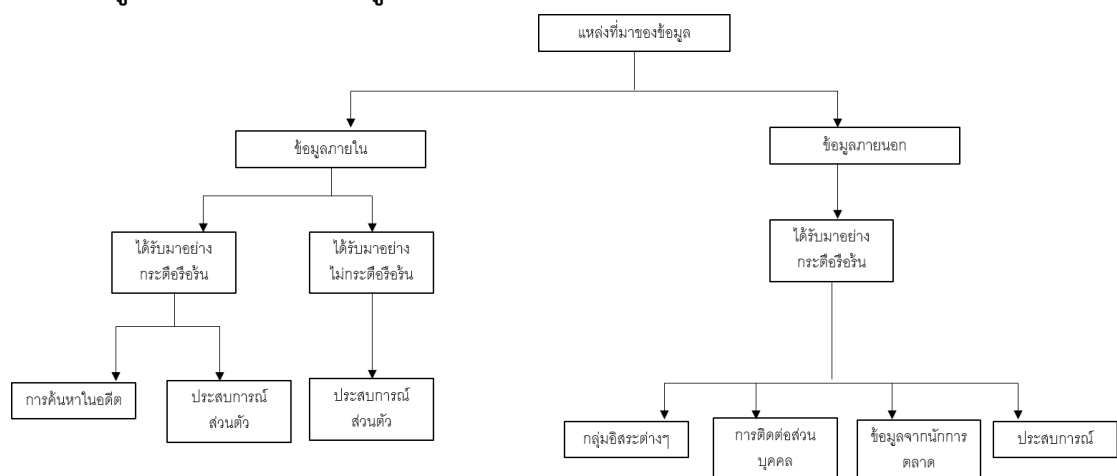 แหล่งที่มาของข้อมูล
ข้อมูลภายใน
ข้อมูลภายนอก
ได้รับมาอย่าง
กระตือรือร้น
ได้รับมาอย่าง
ไม่กระตือรือร้น
ได้รับมาอย่าง
กระตือรือร้น
การค้นหาในอดีต
ประสบการณ์
ส่วนตัว
ประสบการณ์
ส่วนตัว
กลุ่มอิสระต่างๆ
การติดต่อส่วน
บุคคล
ข้อมูลจากนักการ
ตลาด
ประสบการณ์